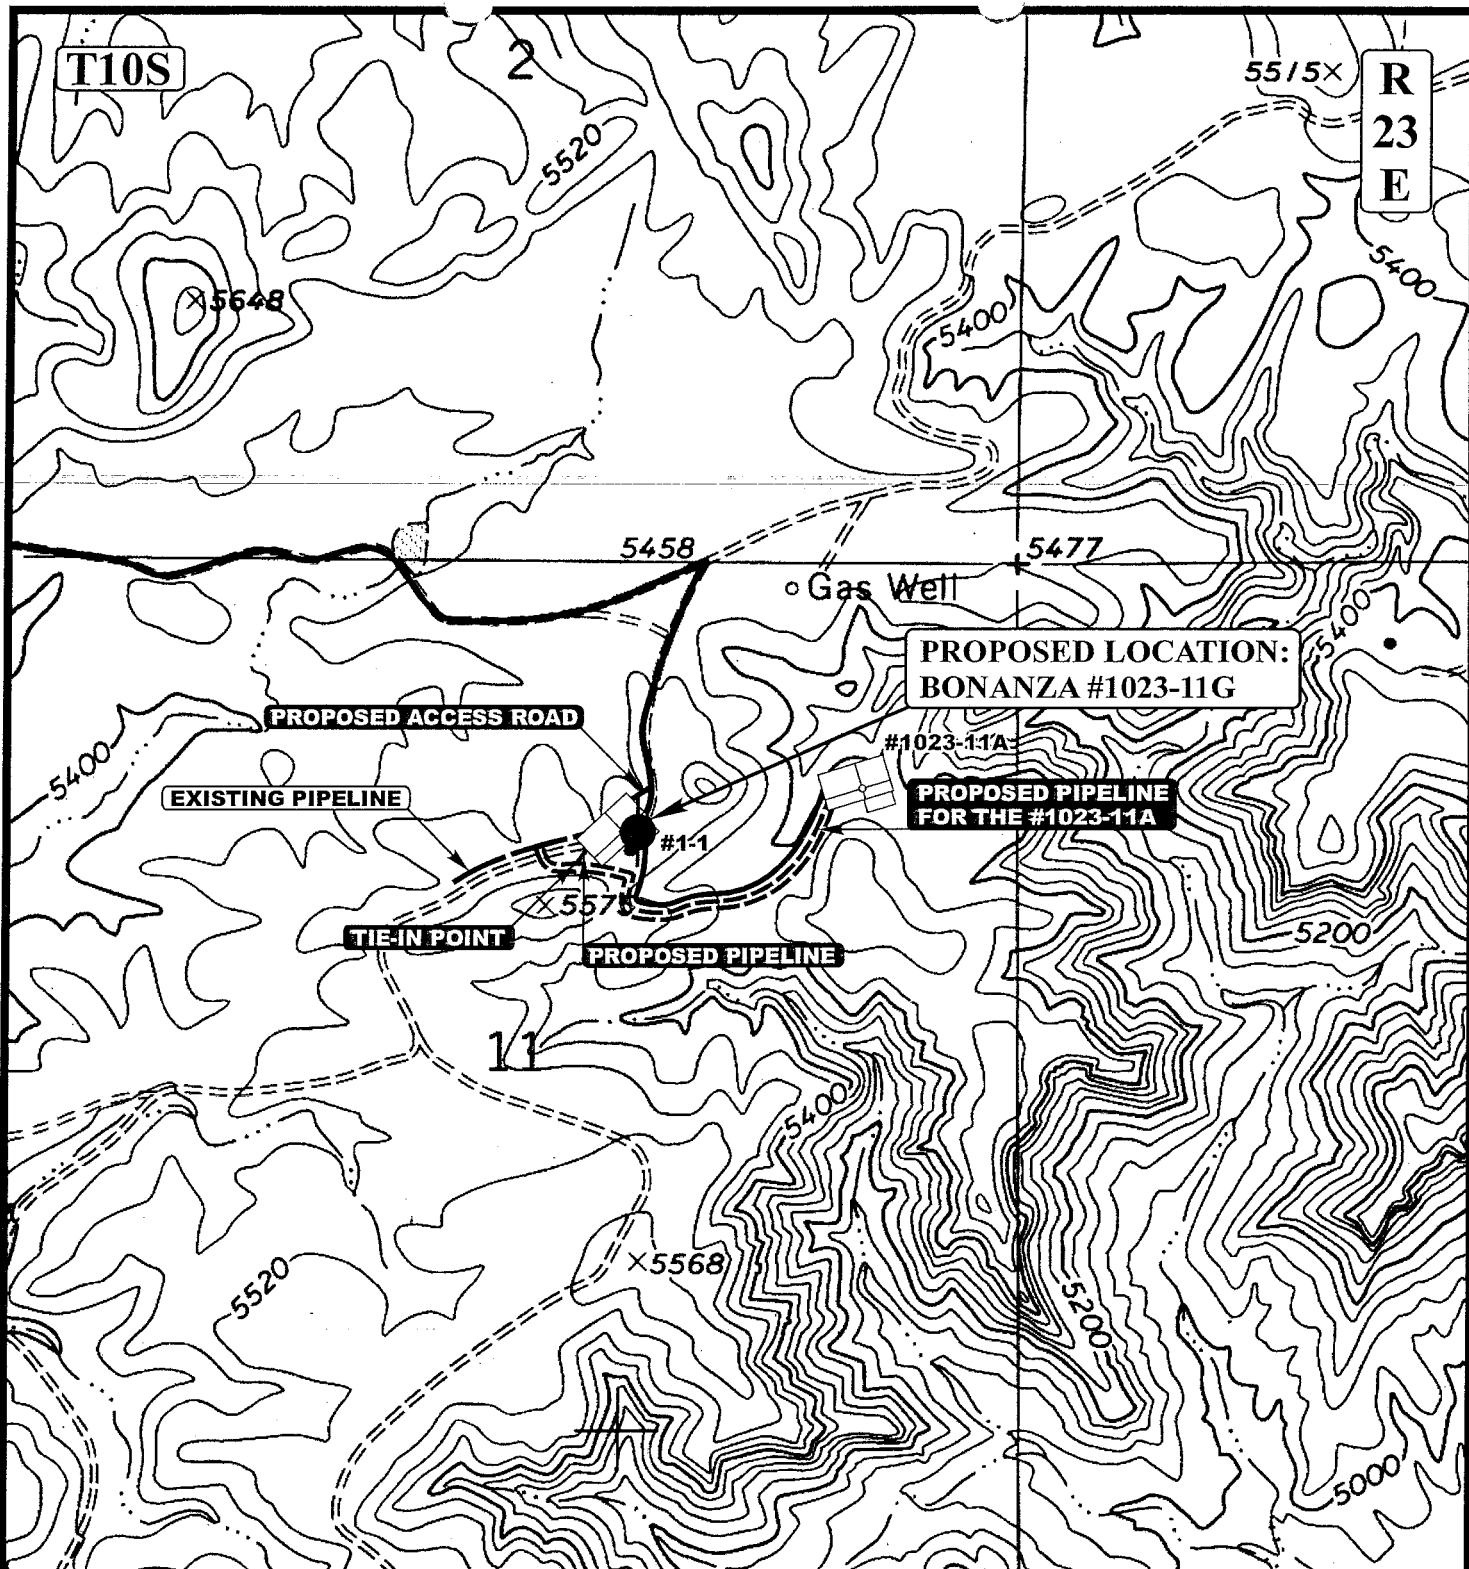 T10S
2
5515
R
23
E
5520
5400
5648
5400
5458
5477
Gas Well
5400
PROPOSED LOCATION:
BONANZA #1023-11G
PROPOSED ACCESS ROAD
#1023-11A
5400
EXISTING PIPELINE
PROPOSED PIPELINE
FOR THE #1023-11A
#1-1
5575
5200
TIE-IN POINT
PROPOSED PIPELINE
11
5400
5568
5520
5200
5000